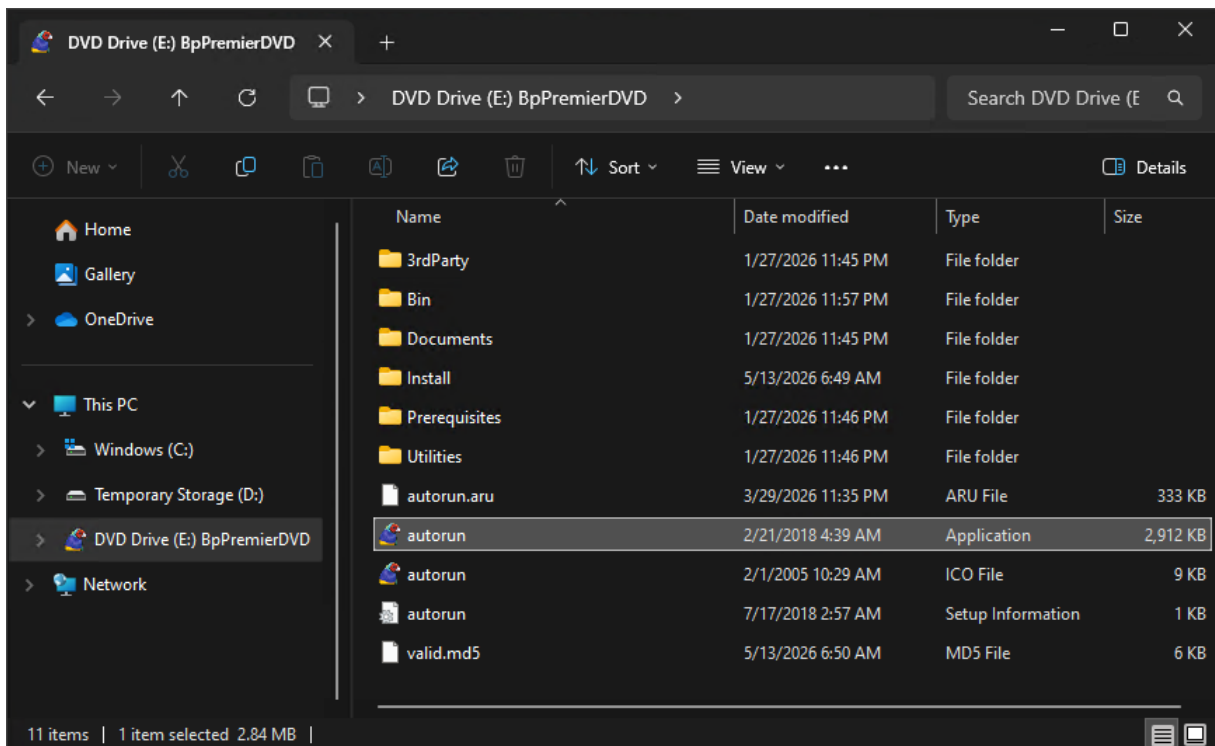 DVD Drive (E:) BpPremierDVD
DVD Drive (E:) BpPremierDVD
Search DVD Drive (E
New
Sort
View
Details
Home
Gallery
OneDrive
This PC
Windows (C:)
Temporary Storage (D:)
DVD Drive (E:) BpPremierDVD
Network
Name Date modified Type Size
3rdParty 1/27/2026 11:45 PM File folder
Bin 1/27/2026 11:57 PM File folder
Documents 1/27/2026 11:45 PM File folder
Install 5/13/2026 6:49 AM File folder
Prerequisites 1/27/2026 11:46 PM File folder
Utilities 1/27/2026 11:46 PM File folder
autorun.aru 3/29/2026 11:35 PM ARU File 333 KB
autorun 2/21/2018 4:39 AM Application 2,912 KB
autorun 2/1/2005 10:29 AM ICO File 9 KB
autorun 7/17/2018 2:57 AM Setup Information 1 KB
valid.md5 5/13/2026 6:50 AM MD5 File 6 KB
11 items 1 item selected 2.84 MB